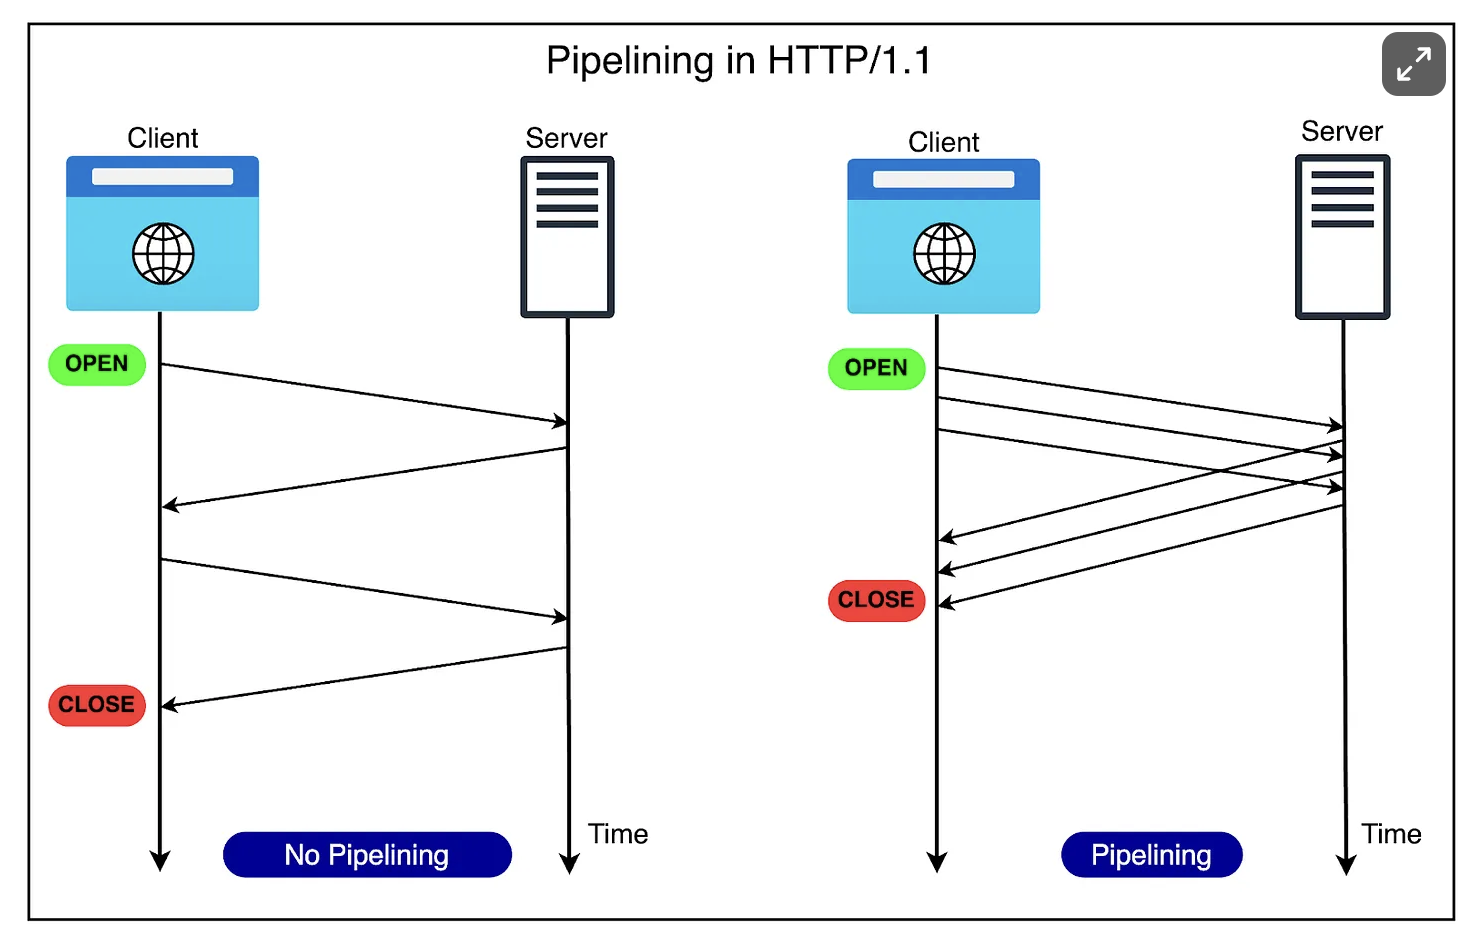 Pipelining in HTTP/1.1
Client
Server
OPEN
CLOSE
Time
No Pipelining
Client
Server
OPEN
CLOSE
Time
Pipelining